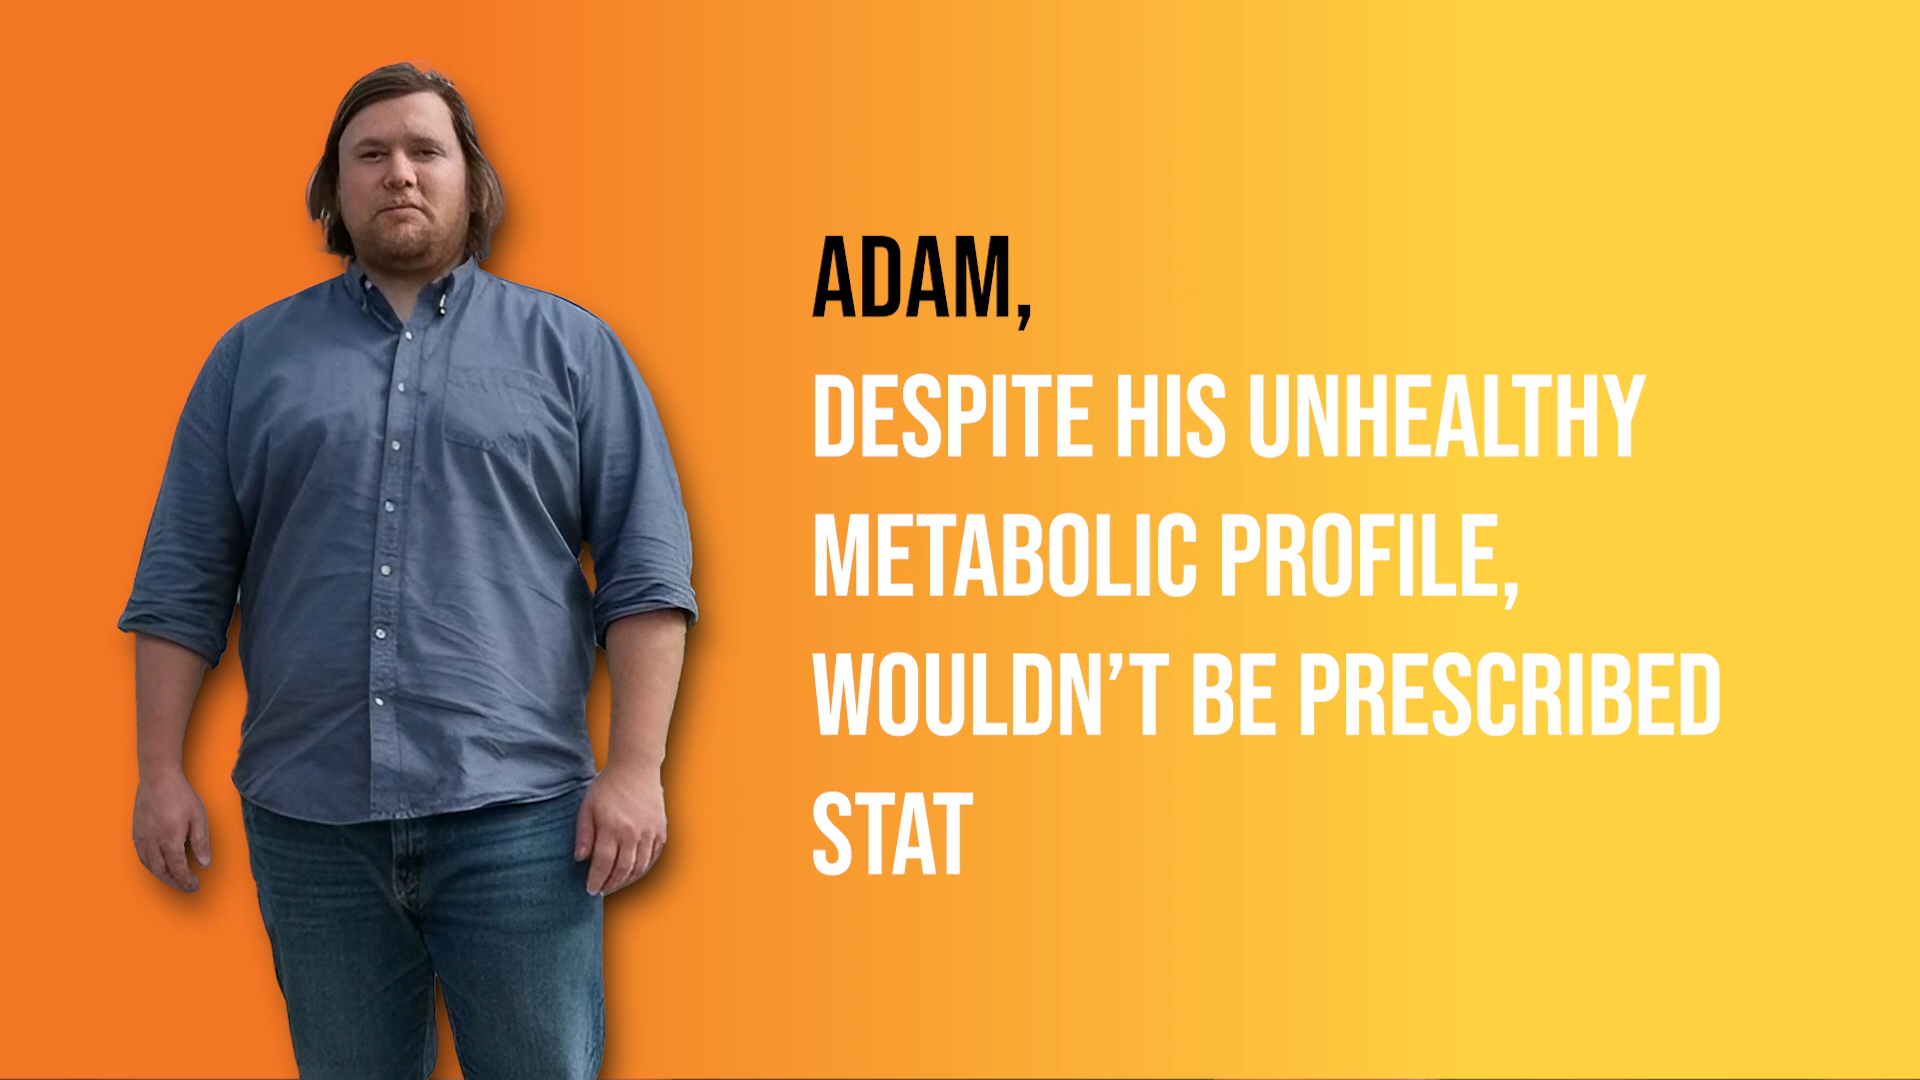 ADAM,
DESPITE HIS UNHEALTHY
METABOLIC PROFILE,
WOULDN'T BE PRESCRIBED
STAT